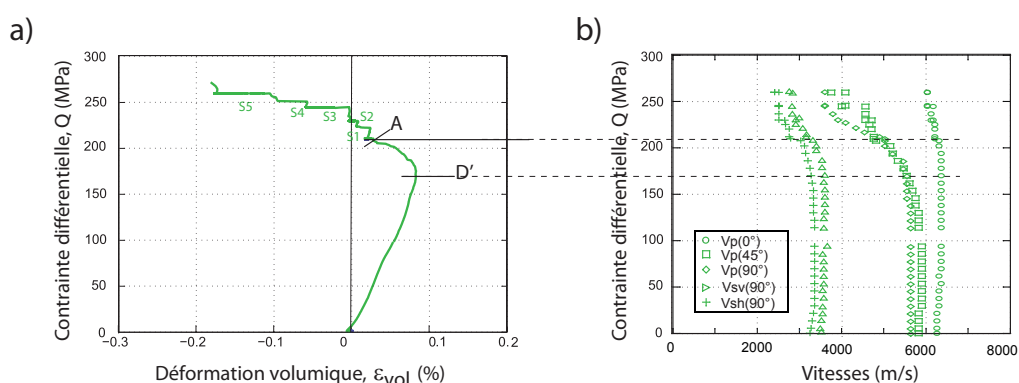 a)
Contrainte différentielle, Q (MPa)
300
250
200
150
100
50
0
S5
S4
S3
S2
S1
A
D'
−0.3
−0.2
−0.1
0
0.1
0.2
Déformation volumique, εvol (%)
b)
Contrainte différentielle, Q (MPa)
300
250
200
150
100
50
0
Vp(0°)
Vp(45°)
Vp(90°)
Vsv(90°)
Vsh(90°)
0
2000
4000
6000
8000
Vitesses (m/s)